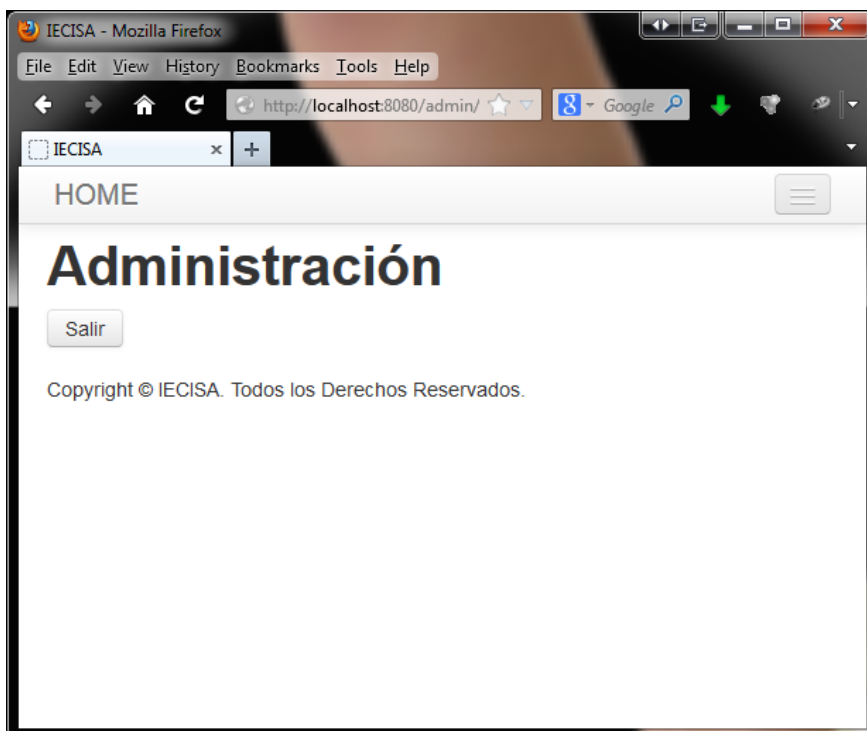 IECISA - Mozilla Firefox
File Edit View History Bookmarks Tools Help
http://localhost:8080/admin/ 8 Google
IECISA
HOME
Administración
Salir
Copyright © IECISA. Todos los Derechos Reservados.